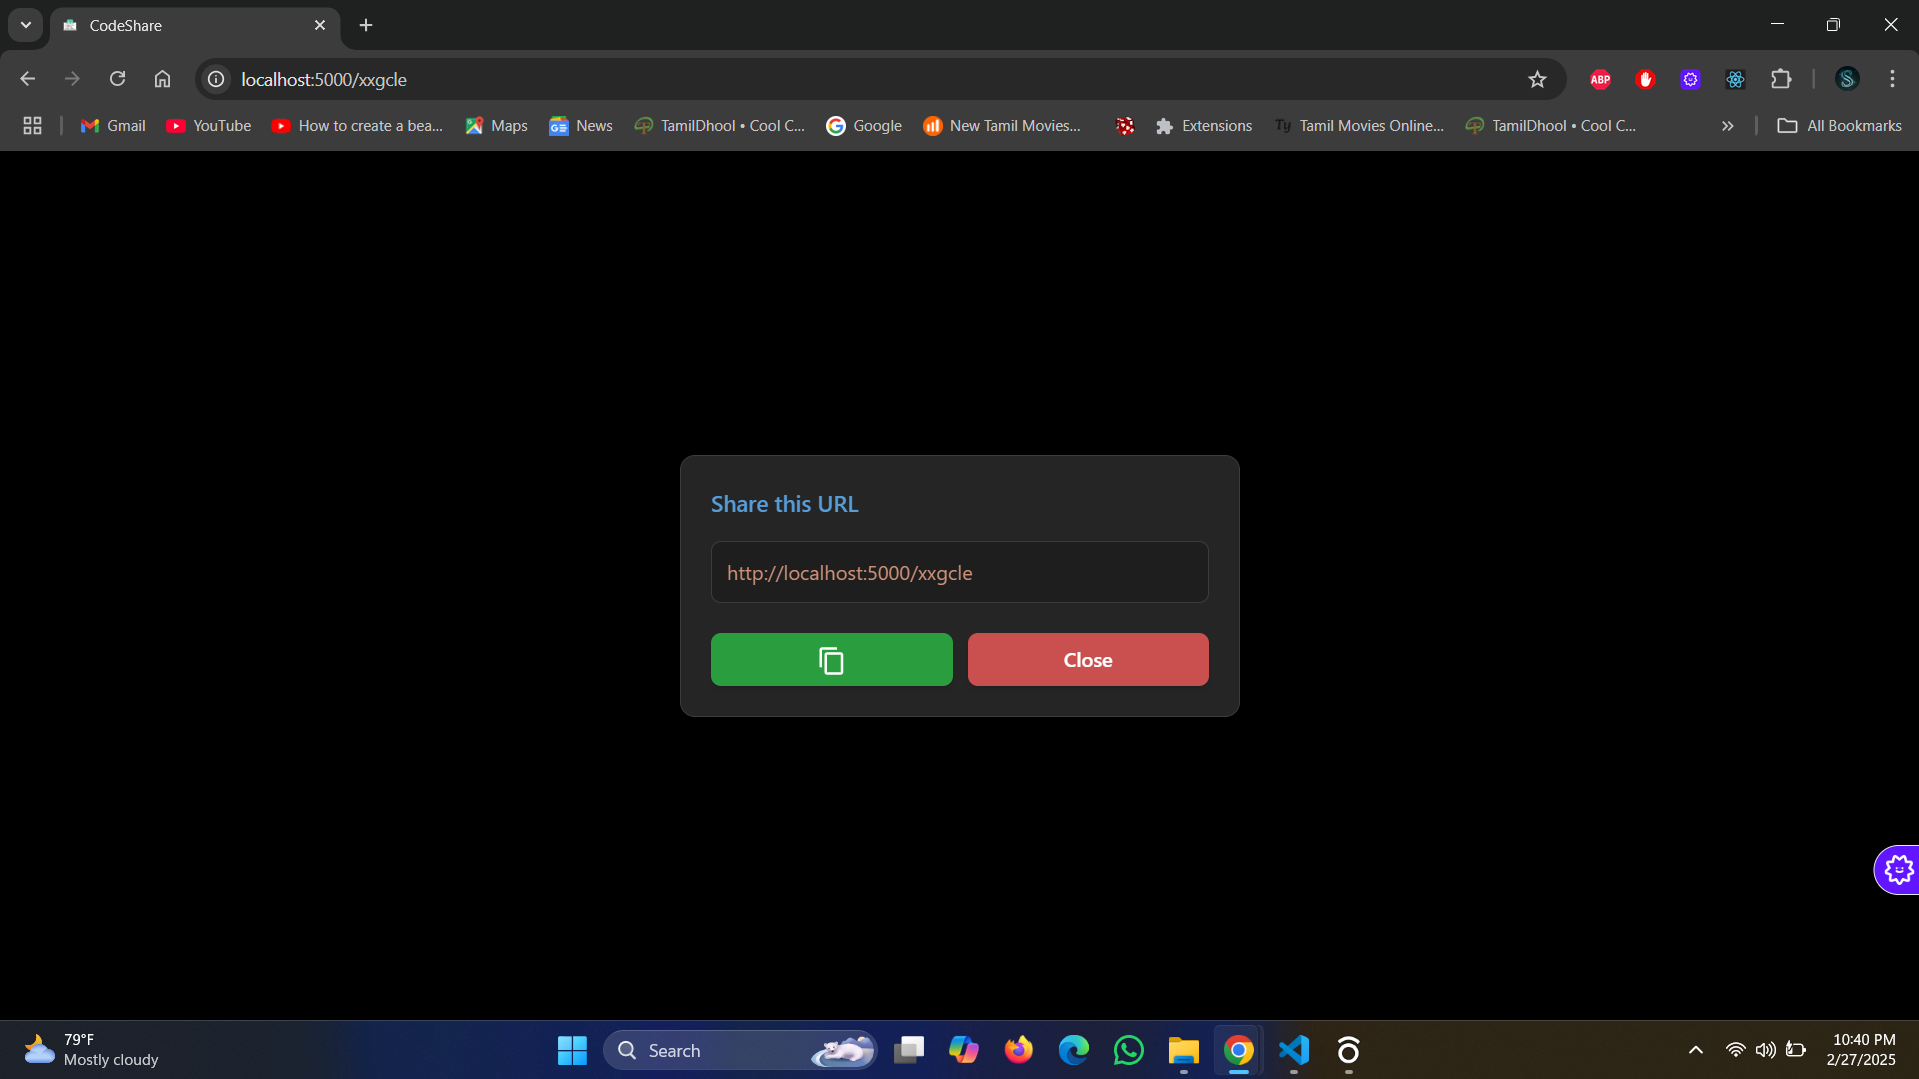 CodeShare
localhost:5000/xxgcle
ABP
S
Gmail
YouTube
How to create a bea...
Maps
News
TamilDhool • Cool C...
Google
New Tamil Movies...
Extensions
Ty
Tamil Movies Online...
TamilDhool • Cool C...
All Bookmarks
Share this URL
http://localhost:5000/xxgcle
Close
79°F
Mostly cloudy
Search
10:40 PM
2/27/2025